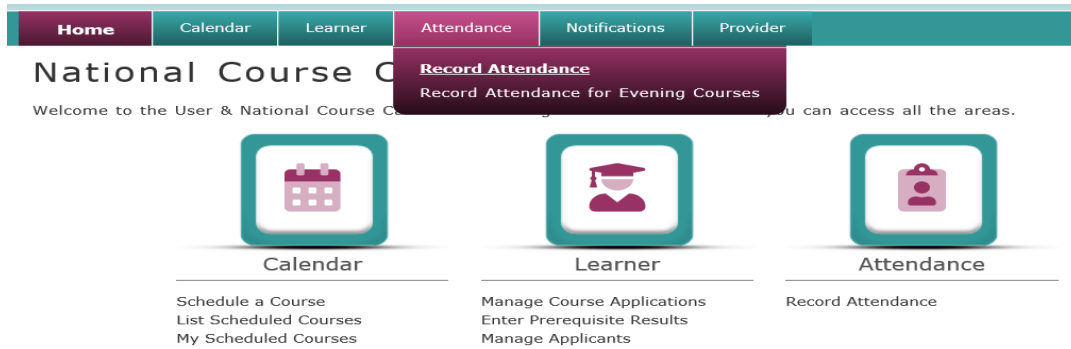 Home Calendar Learner Attendance Notifications Provider
Record Attendance
Record Attendance for Evening Courses
National Course
Welcome to the User & National Course you can access all the areas.
Calendar Learner Attendance
Schedule a Course Manage Course Applications Record Attendance
List Scheduled Courses Enter Prerequisite Results
My Scheduled Courses Manage Applicants